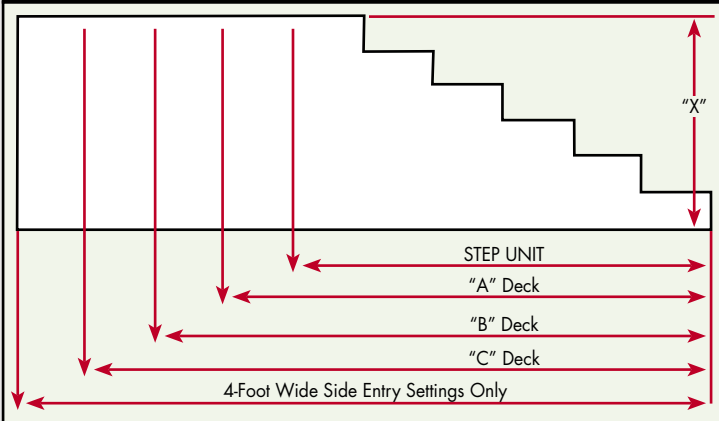 “X”
STEP UNIT
“A” Deck
“B” Deck
“C” Deck
4-Foot Wide Side Entry Settings Only